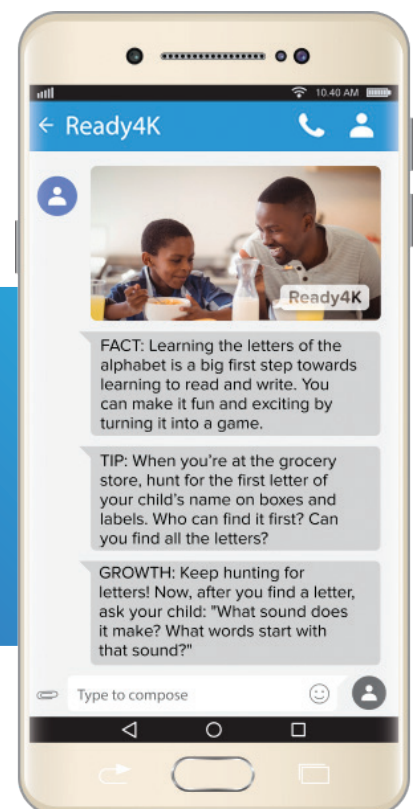 10.40 AM
Ready4K
Ready4K
FACT: Learning the letters of the
alphabet is a big first step towards
learning to read and write. You
can make it fun and exciting by
turning it into a game.
TIP: When you’re at the grocery
store, hunt for the first letter of
your child’s name on boxes and
labels. Who can find it first? Can
you find all the letters?
GROWTH: Keep hunting for
letters! Now, after you find a letter,
ask your child: "What sound does
it make? What words start with
that sound?"
Type to compose